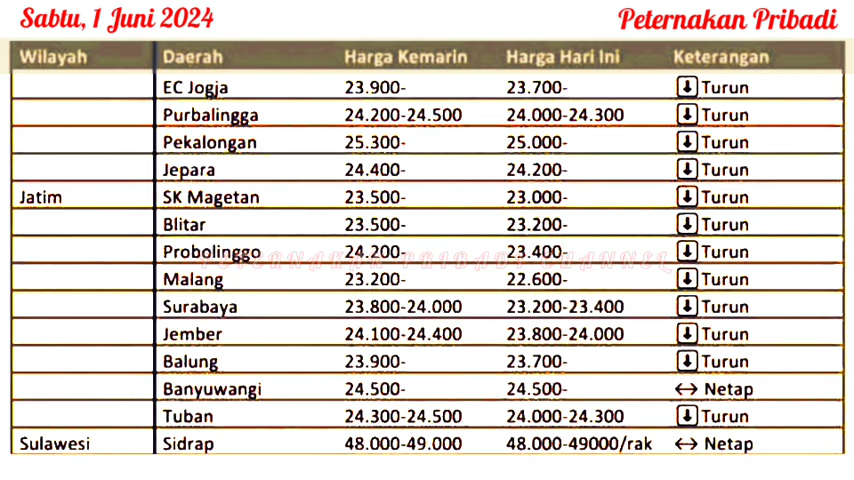 Sabtu, 1 Juni 2024 Peternakan Pribadi
Wilayah Daerah Harga Kemarin Harga Hari Ini Keterangan
EC Jogja 23.900- 23.700- Turun
Purbalingga 24.200-24.500 24.000-24.300 Turun
Pekalongan 25.300- 25.000- Turun
Jepara 24.400- 24.200- Turun
Jatim SK Magetan 23.500- 23.000- Turun
Blitar 23.500- 23.200- Turun
Probolinggo 24.200- 23.400- Turun
PETERNAKAN PRIBADI CHANNEL
Malang 23.200- 22.600- Turun
Surabaya 23.800-24.000 23.200-23.400 Turun
Jember 24.100-24.400 23.800-24.000 Turun
Balung 23.900- 23.700- Turun
Banyuwangi 24.500- 24.500- ↔ Netap
Tuban 24.300-24.500 24.000-24.300 Turun
Sulawesi Sidrap 48.000-49.000 48.000-49000/rak ↔ Netap